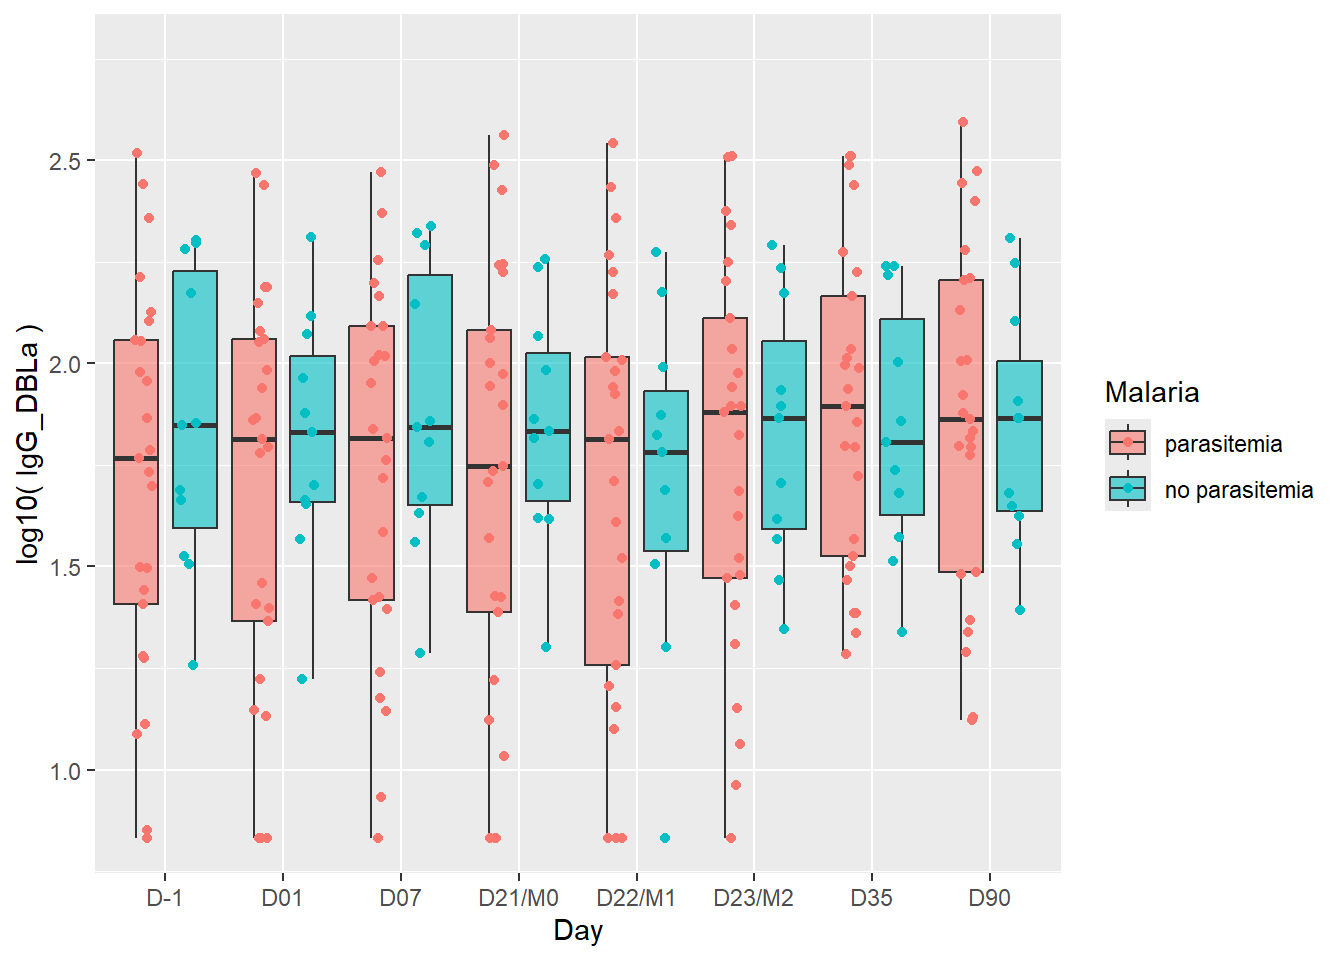 log10( IgG_DBLa )
2.5
2.0
1.5
1.0
D-1 D01 D07 D21/M0 D22/M1 D23/M2 D35 D90
Day
Malaria
parasitemia
no parasitemia